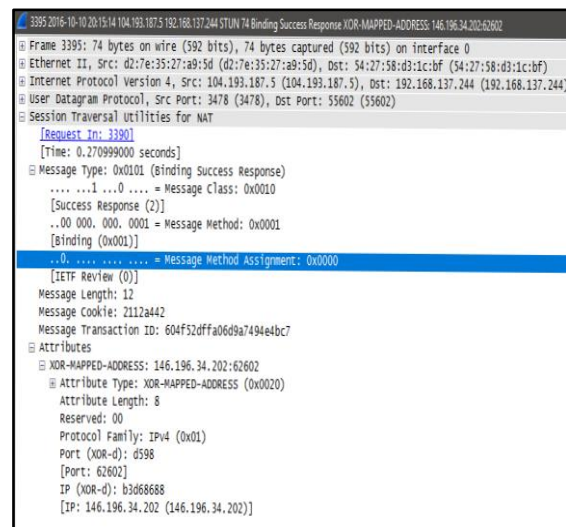 3395 2016-10-10 20:15:14 104.193.187.5 192.168.137.244 STUN 74 Binding Success Response XOR-MAPPED-ADDRESS: 146.196.34.202:62602
Frame 3395: 74 bytes on wire (592 bits), 74 bytes captured (592 bits) on interface 0
Ethernet II, Src: d2:7e:35:27:a9:5d (d2:7e:35:27:a9:5d), Dst: 54:27:58:d3:1c:bf (54:27:58:d3:1c:bf)
Internet Protocol Version 4, Src: 104.193.187.5 (104.193.187.5), Dst: 192.168.137.244 (192.168.137.244)
User Datagram Protocol, Src Port: 3478 (3478), Dst Port: 55602 (55602)
Session Traversal Utilities for NAT
[Request In: 3390]
[Time: 0.270999000 seconds]
Message Type: 0x0101 (Binding Success Response)
.... ...1 ...0 .... = Message Class: 0x0010
[Success Response (2)]
..00 000. 000. 0001 = Message Method: 0x0001
[Binding (0x001)]
..0. .... .... .... = Message Method Assignment: 0x0000
[IETF Review (0)]
Message Length: 12
Message Cookie: 2112a442
Message Transaction ID: 604f52dffa06d9a7494e4bc7
Attributes
XOR-MAPPED-ADDRESS: 146.196.34.202:62602
Attribute Type: XOR-MAPPED-ADDRESS (0x0020)
Attribute Length: 8
Reserved: 00
Protocol Family: IPv4 (0x01)
Port (XOR-d): d598
[Port: 62602]
IP (XOR-d): b3d68688
[IP: 146.196.34.202 (146.196.34.202)]